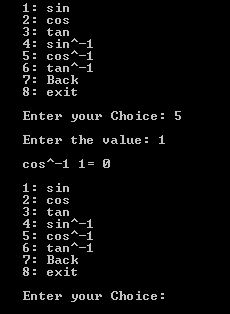 1: sin
2: cos
3: tan
4: sin^-1
5: cos^-1
6: tan^-1
7: Back
8: exit
Enter your Choice: 5
Enter the value: 1
cos^-1 1= 0
1: sin
2: cos
3: tan
4: sin^-1
5: cos^-1
6: tan^-1
7: Back
8: exit
Enter your Choice: